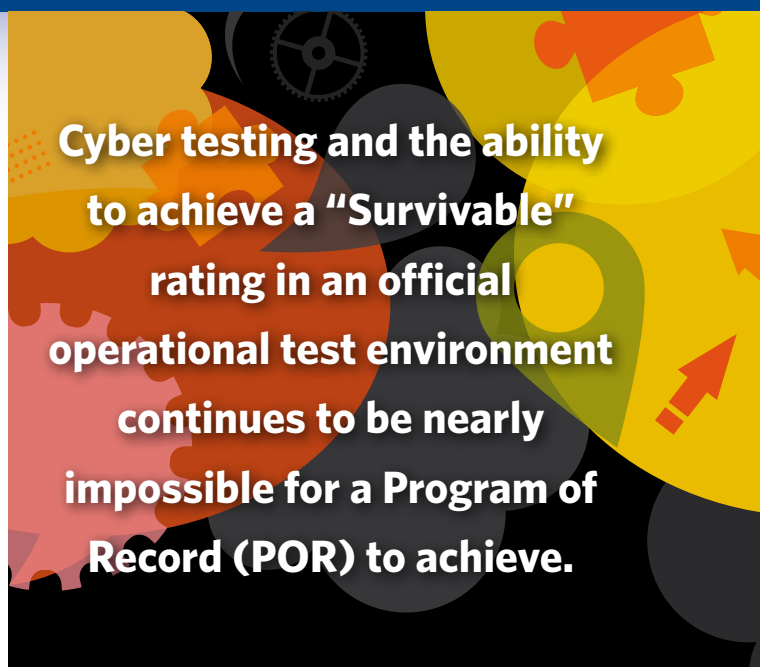 Cyber testing and the ability
to achieve a “Survivable”
rating in an official
operational test environment
continues to be nearly
impossible for a Program of
Record (POR) to achieve.